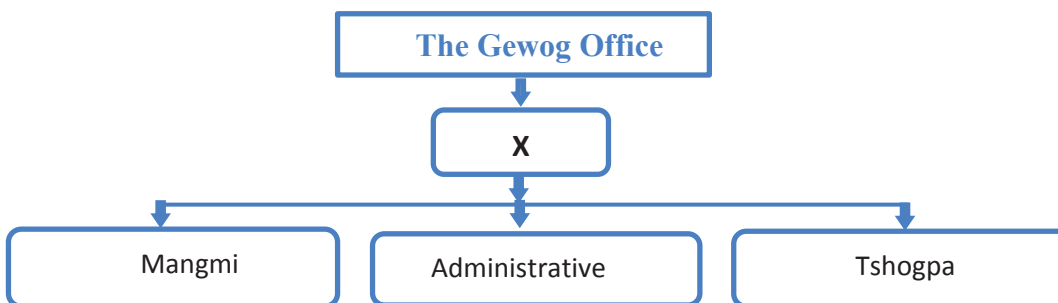 The Gewog Office
X
Mangmi
Administrative
Tshogpa